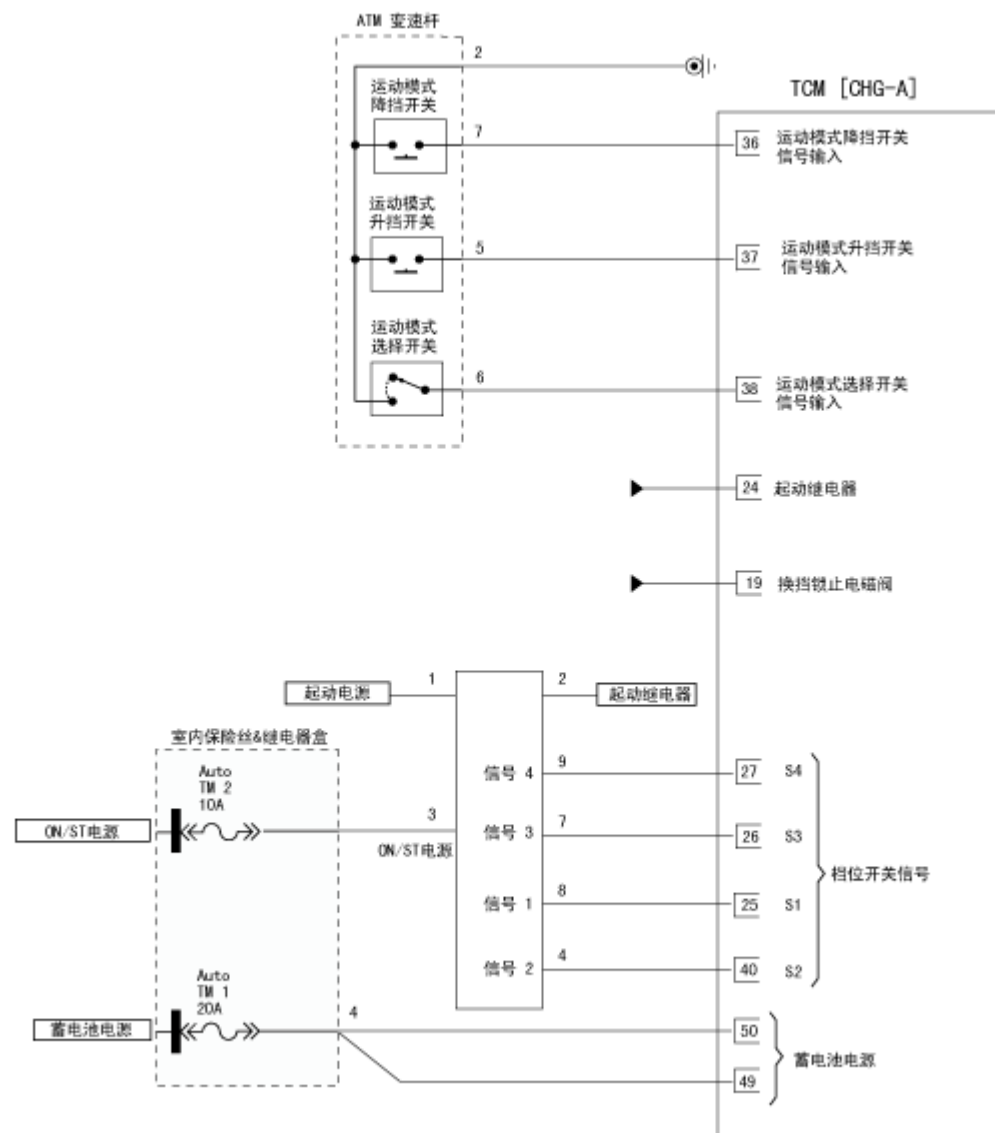 ATM 变速杆
2
TCM [CHG-A]
运动模式
降挡开关
7
36
运动模式降挡开关
信号输入
运动模式
升挡开关
5
37
运动模式升挡开关
信号输入
运动模式
选择开关
6
38
运动模式选择开关
信号输入
24
起动继电器
19
换挡锁止电磁阀
起动电源
1
2
起动继电器
室内保险丝&继电器盒
Auto
TM 2
10A
ON/ST电源
3
ON/ST电源
信号 4
9
27
S4
信号 3
7
26
S3
档位开关信号
信号 1
8
25
S1
信号 2
4
40
S2
Auto
TM 1
20A
蓄电池电源
4
50
49
蓄电池电源